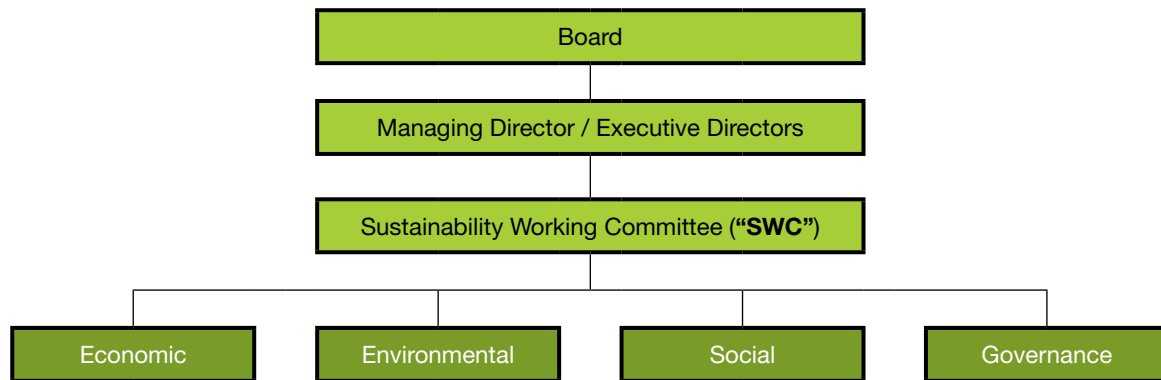 Board
Managing Director / Executive Directors
Sustainability Working Committee (“SWC”)
Economic
Environmental
Social
Governance